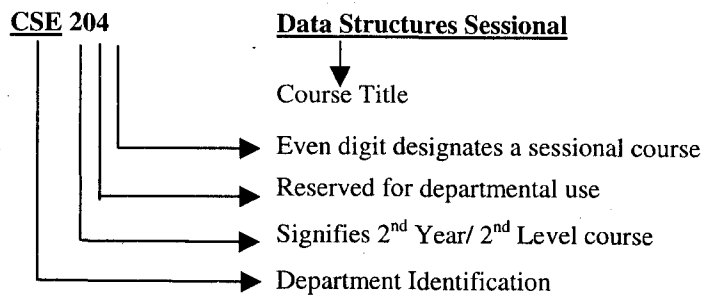 CSE 204 Data Structures Sessional
Course Title
Even digit designates a sessional course
Reserved for departmental use
Signifies 2nd Year/ 2nd Level course
Department Identification